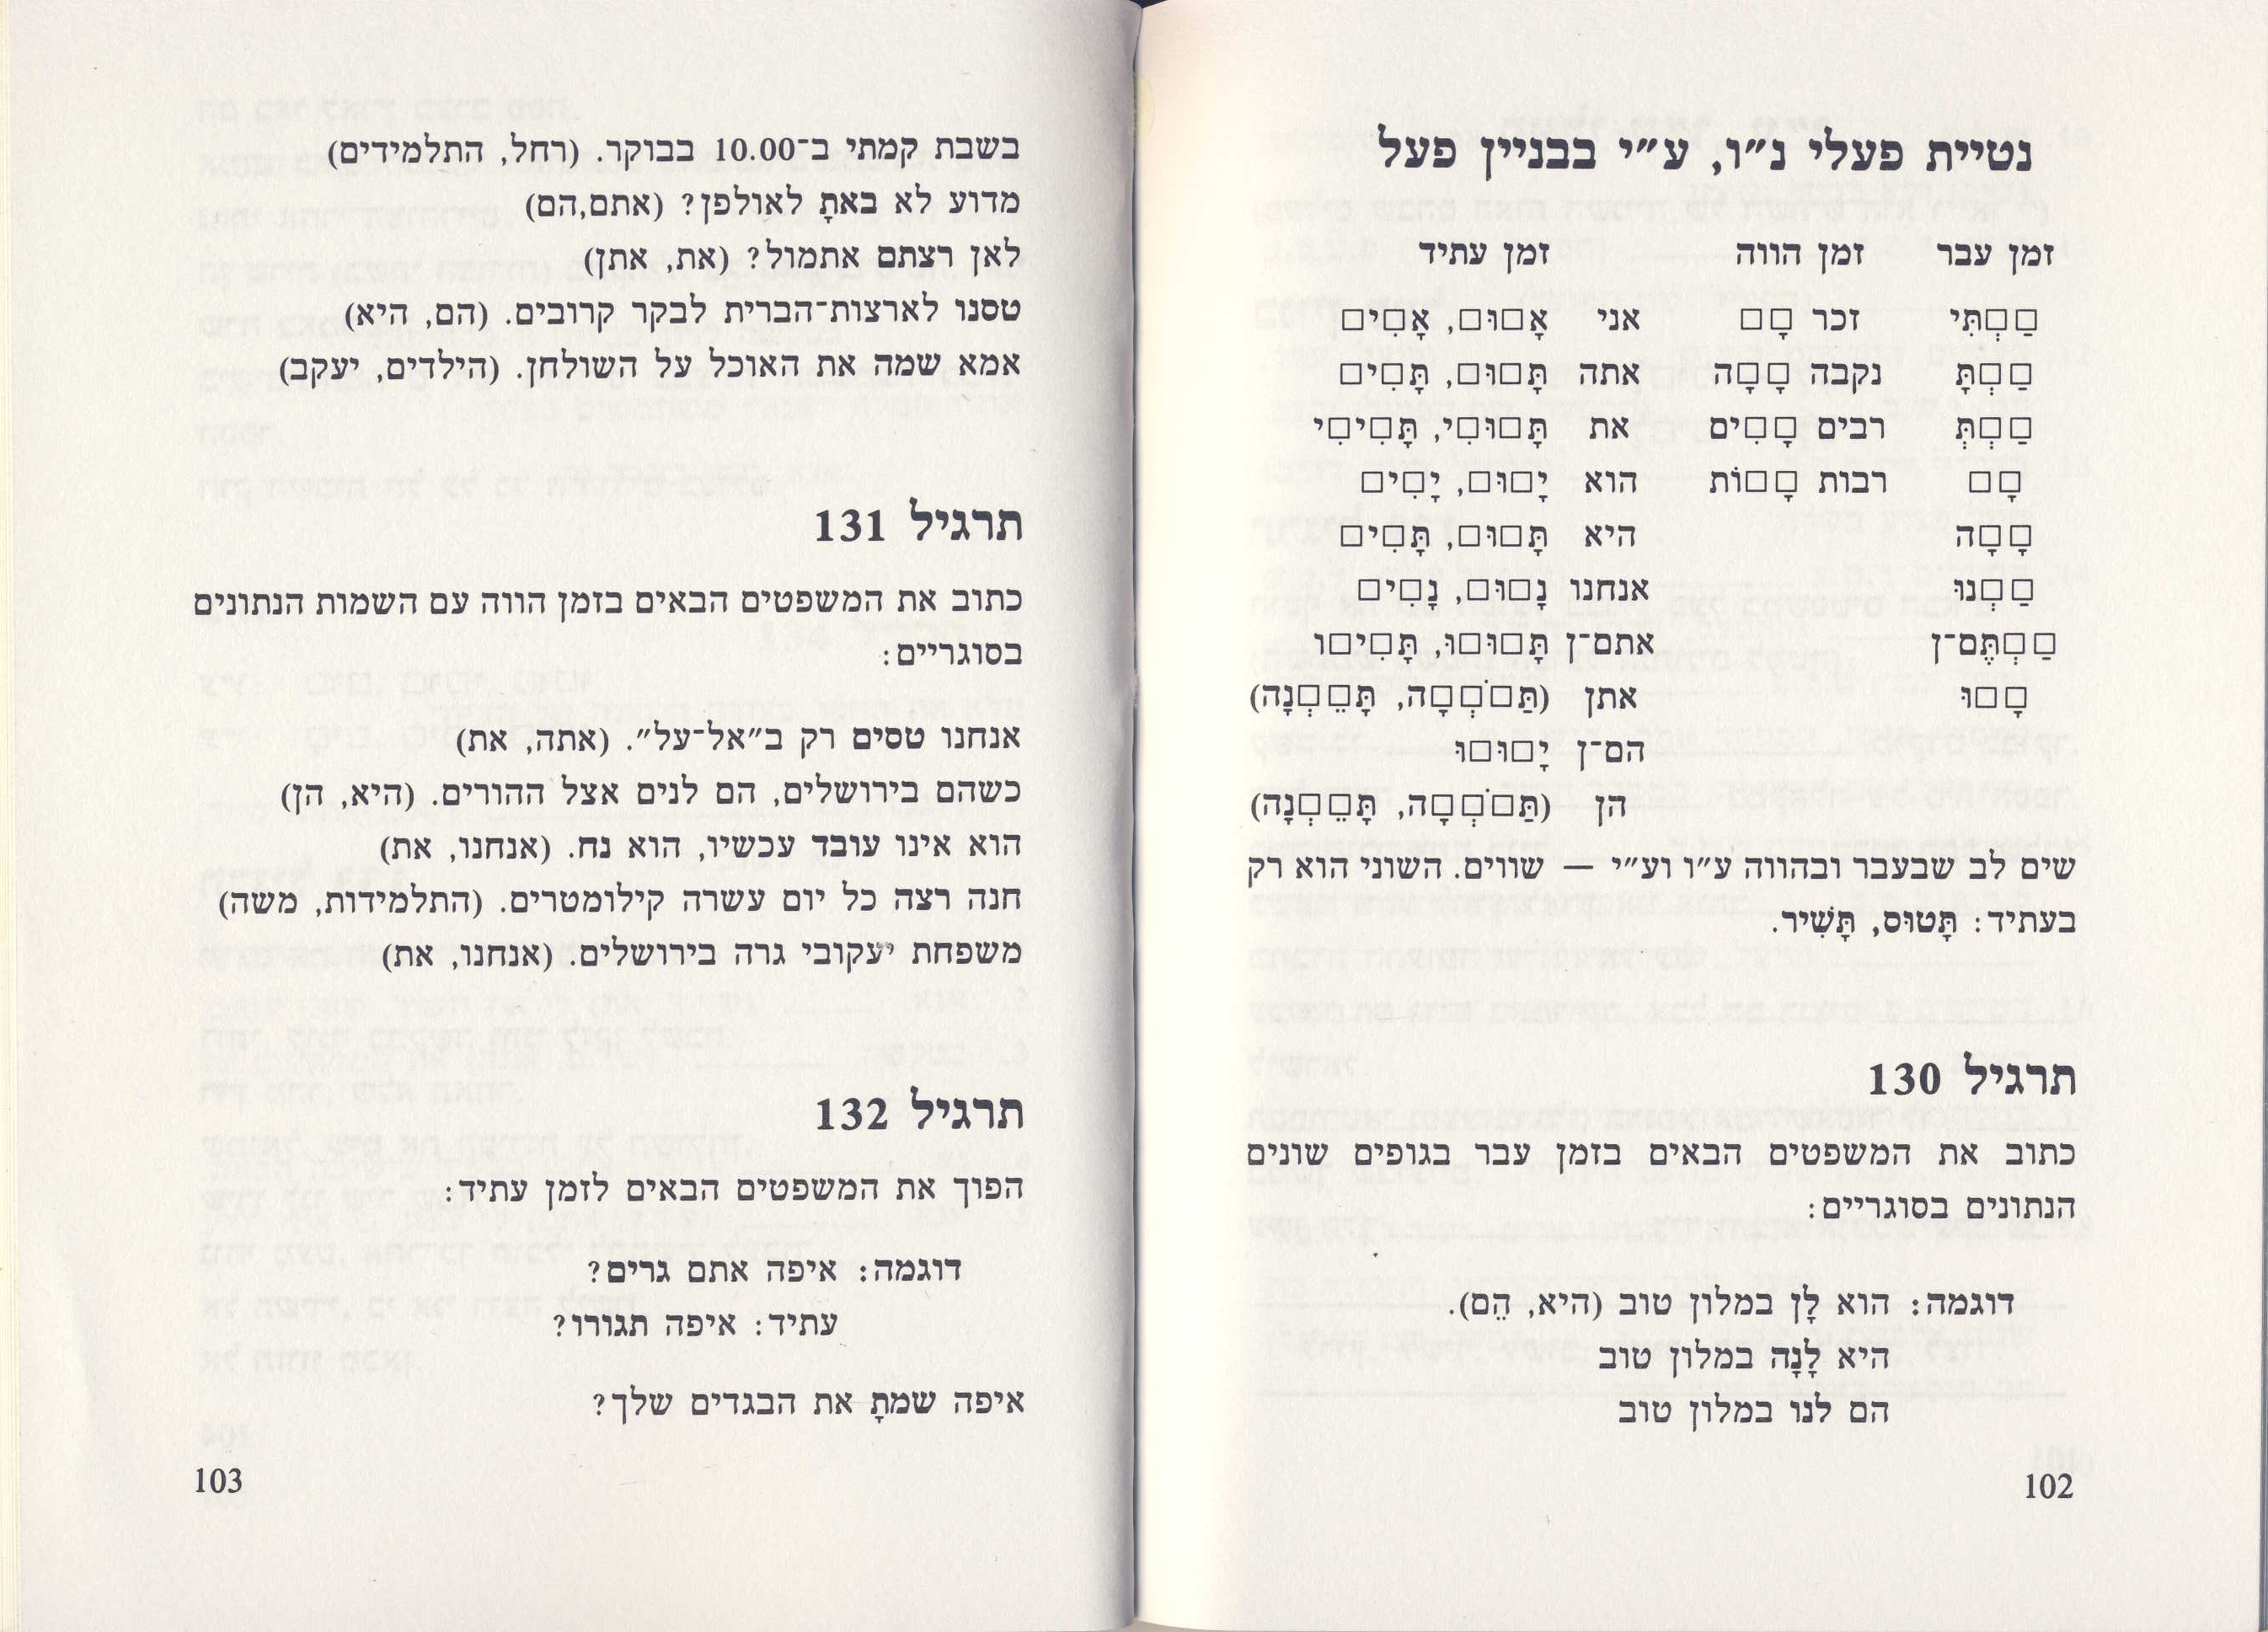 נטיית פעלי נ״ו, ע״י בבניין פעל
זמן עבר זמן הווה זמן עתיד
□ַ□ְתִּי זכר □ָ□ אני אָ□וּ□, אָ□ִי□
□ַ□ְתָּ נקבה □ָ□ָה אתה תָּ□וּ□, תָּ□ִי□
□ַ□ְתְּ רבים □ָ□ִים את תָּ□וּ□ִי, תָּ□ִי□ִי
□ָ□ רבות □ָ□וֹת הוא יָ□וּ□, יָ□ִי□
□ָ□ָה היא תָּ□וּ□, תָּ□ִי□
□ַ□ְנוּ אנחנו נָ□וּ□, נָ□ִי□
□ַ□ְתֶּם־ן אתם־ן תָּ□וּ□וּ, תָּ□ִי□ו
□ָ□וּ אתן (תַּ□ֹ□ְ□ָה, תָּ□ֵ□ְנָה)
הם־ן יָ□וּ□וּ
הן (תַּ□ֹ□ְ□ָה, תָּ□ֵ□ְנָה)
שים לב שבעבר ובהווה ע״ו וע״י — שווים. השוני הוא רק
בעתיד: תָּטוּס, תָּשִׁיר.
תרגיל 130
כתוב את המשפטים הבאים בזמן עבר בגופים שונים
הנתונים בסוגריים:
דוגמה: הוא לָן במלון טוב (היא, הֵם).
היא לָנָה במלון טוב
הם לנו במלון טוב
102
בשבת קמתי ב־10.00 בבוקר. (רחל, התלמידים)
מדוע לא באתָ לאולפן? (אתם,הם)
לאן רצתם אתמול? (את, אתן)
טסנו לארצות־הברית לבקר קרובים. (הם, היא)
אמא שמה את האוכל על השולחן. (הילדים, יעקב)
תרגיל 131
כתוב את המשפטים הבאים בזמן הווה עם השמות הנתונים
בסוגריים:
אנחנו טסים רק ב״אל־על״. (אתה, את)
כשהם בירושלים, הם לנים אצל ההורים. (היא, הן)
הוא אינו עובד עכשיו, הוא נח. (אנחנו, את)
חנה רצה כל יום עשרה קילומטרים. (התלמידות, משה)
משפחת יעקובי גרה בירושלים. (אנחנו, את)
תרגיל 132
הפוך את המשפטים הבאים לזמן עתיד:
דוגמה: איפה אתם גרים?
עתיד: איפה תגורו?
איפה שמתָ את הבגדים שלך?
103